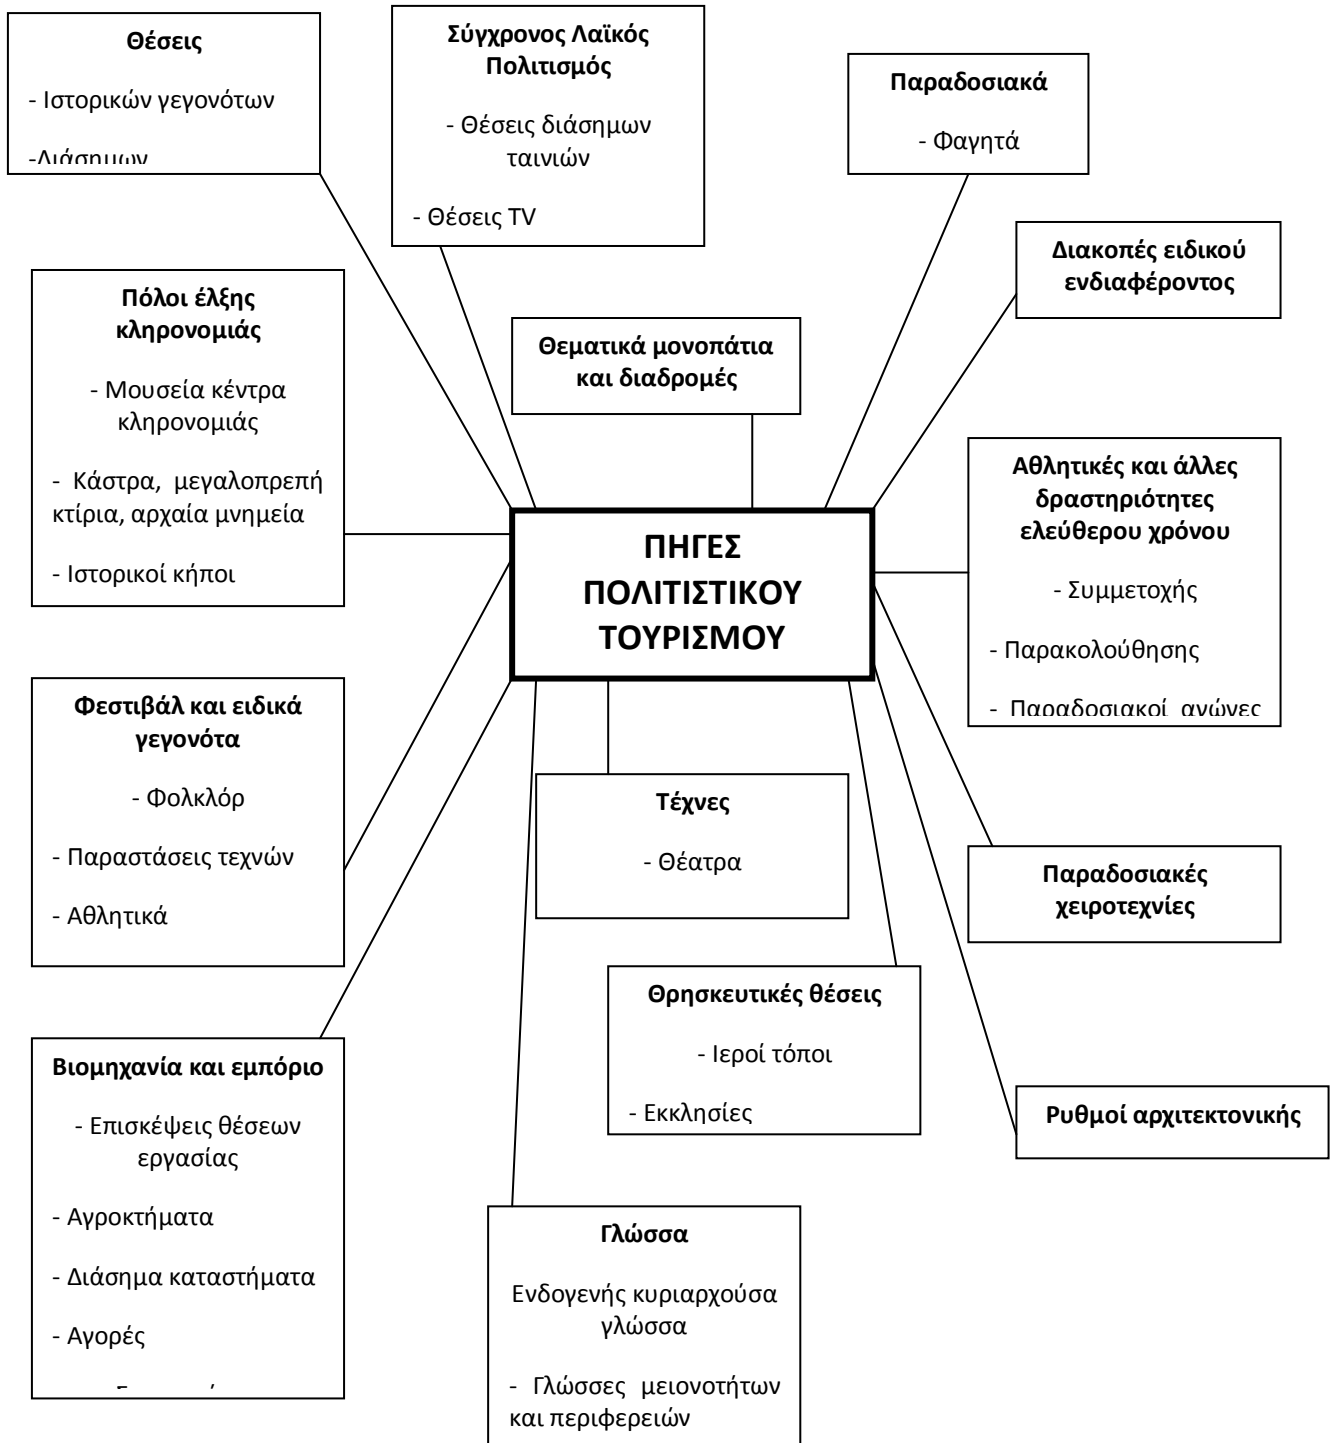 Θέσεις
- Ιστορικών γεγονότων
-Διάσημων
Σύγχρονος Λαϊκός
Πολιτισμός
- Θέσεις διάσημων
ταινιών
- Θέσεις TV
Παραδοσιακά
- Φαγητά
Διακοπές ειδικού
ενδιαφέροντος
Πόλοι έλξης
κληρονομιάς
- Μουσεία κέντρα
κληρονομιάς
- Κάστρα, μεγαλοπρεπή
κτίρια, αρχαία μνημεία
- Ιστορικοί κήποι
Θεματικά μονοπάτια
και διαδρομές
Αθλητικές και άλλες
δραστηριότητες
ελεύθερου χρόνου
- Συμμετοχής
- Παρακολούθησης
- Παραδοσιακοί αγώνες
ΠΗΓΕΣ
ΠΟΛΙΤΙΣΤΙΚΟΥ
ΤΟΥΡΙΣΜΟΥ
Φεστιβάλ και ειδικά
γεγονότα
- Φολκλόρ
- Παραστάσεις τεχνών
- Αθλητικά
Τέχνες
- Θέατρα
Παραδοσιακές
χειροτεχνίες
Θρησκευτικές θέσεις
- Ιεροί τόποι
- Εκκλησίες
Βιομηχανία και εμπόριο
- Επισκέψεις θέσεων
εργασίας
- Αγροκτήματα
- Διάσημα καταστήματα
- Αγορές
Ρυθμοί αρχιτεκτονικής
Γλώσσα
Ενδογενής κυριαρχούσα
γλώσσα
- Γλώσσες μειονοτήτων
και περιφερειών